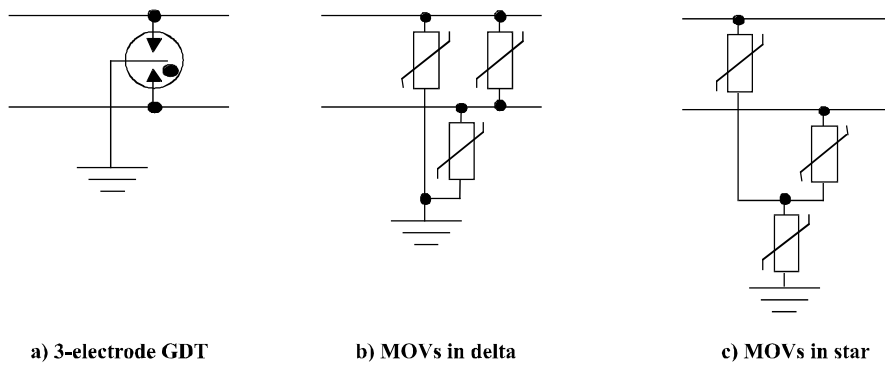 a) 3-electrode GDT
b) MOVs in delta
c) MOVs in star